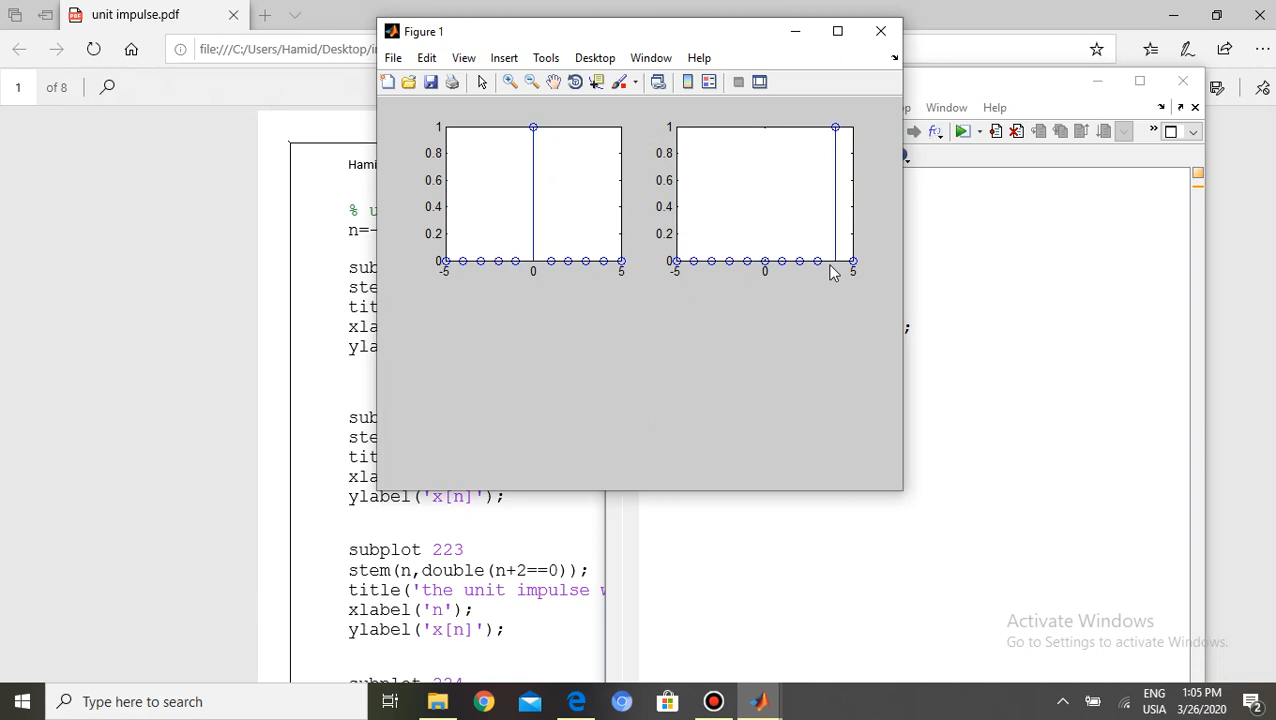 unit impulse.pdf
Figure 1
file:///C:/Users/Hamid/Desktop/in
File Edit View Insert Tools Desktop Window Help
1 of 8
Window Help
1
0.8
0.6
0.4
0.2
0
-5 0 5
1
0.8
0.6
0.4
0.2
0
-5 0 5
Hami
% u
n=-
sub
ste
tit
xla
yla
;
sub
ste
tit
xla
ylabel('x[n]');
subplot 223
stem(n,double(n+2==0));
title('the unit impulse w
xlabel('n');
ylabel('x[n]');
subplot 224
Activate Windows
Go to Settings to activate Windows.
Type here to search
ENG
USIA
1:05 PM
3/26/2020
2